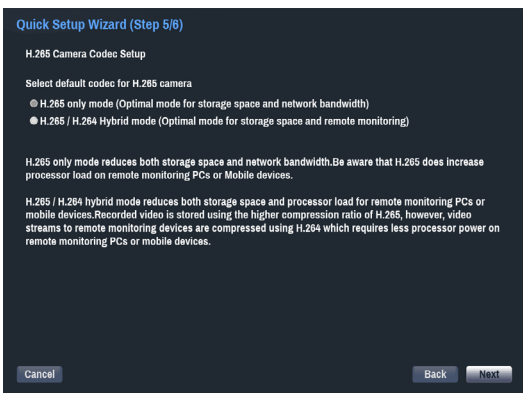 Quick Setup Wizard (Step 5/6)
H.265 Camera Codec Setup
Select default codec for H.265 camera
H.265 only mode (Optimal mode for storage space and network bandwidth)
H.265 / H.264 Hybrid mode (Optimal mode for storage space and remote monitoring)
H.265 only mode reduces both storage space and network bandwidth.Be aware that H.265 does increase
processor load on remote monitoring PCs or Mobile devices.
H.265 / H.264 hybrid mode reduces both storage space and processor load for remote monitoring PCs or
mobile devices.Recorded video is stored using the higher compression ratio of H.265, however, video
streams to remote monitoring devices are compressed using H.264 which requires less processor power on
remote monitoring PCs or mobile devices.
Cancel Back Next